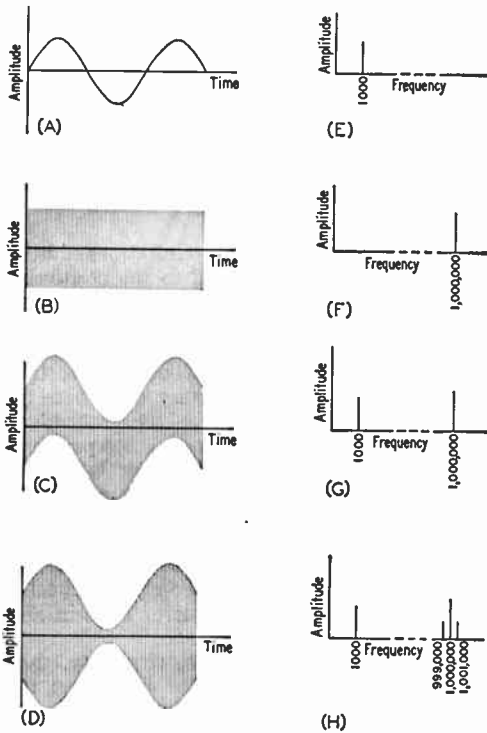 Amplitude
Time
(A)
Amplitude
1000
Frequency
(E)
Amplitude
Time
(B)
Amplitude
Frequency
1,000,000
(F)
Amplitude
Time
(C)
Amplitude
1000
Frequency
1,000,000
(G)
Amplitude
Time
(D)
Amplitude
1000
Frequency
999,000
1,000,000
1,001,000
(H)